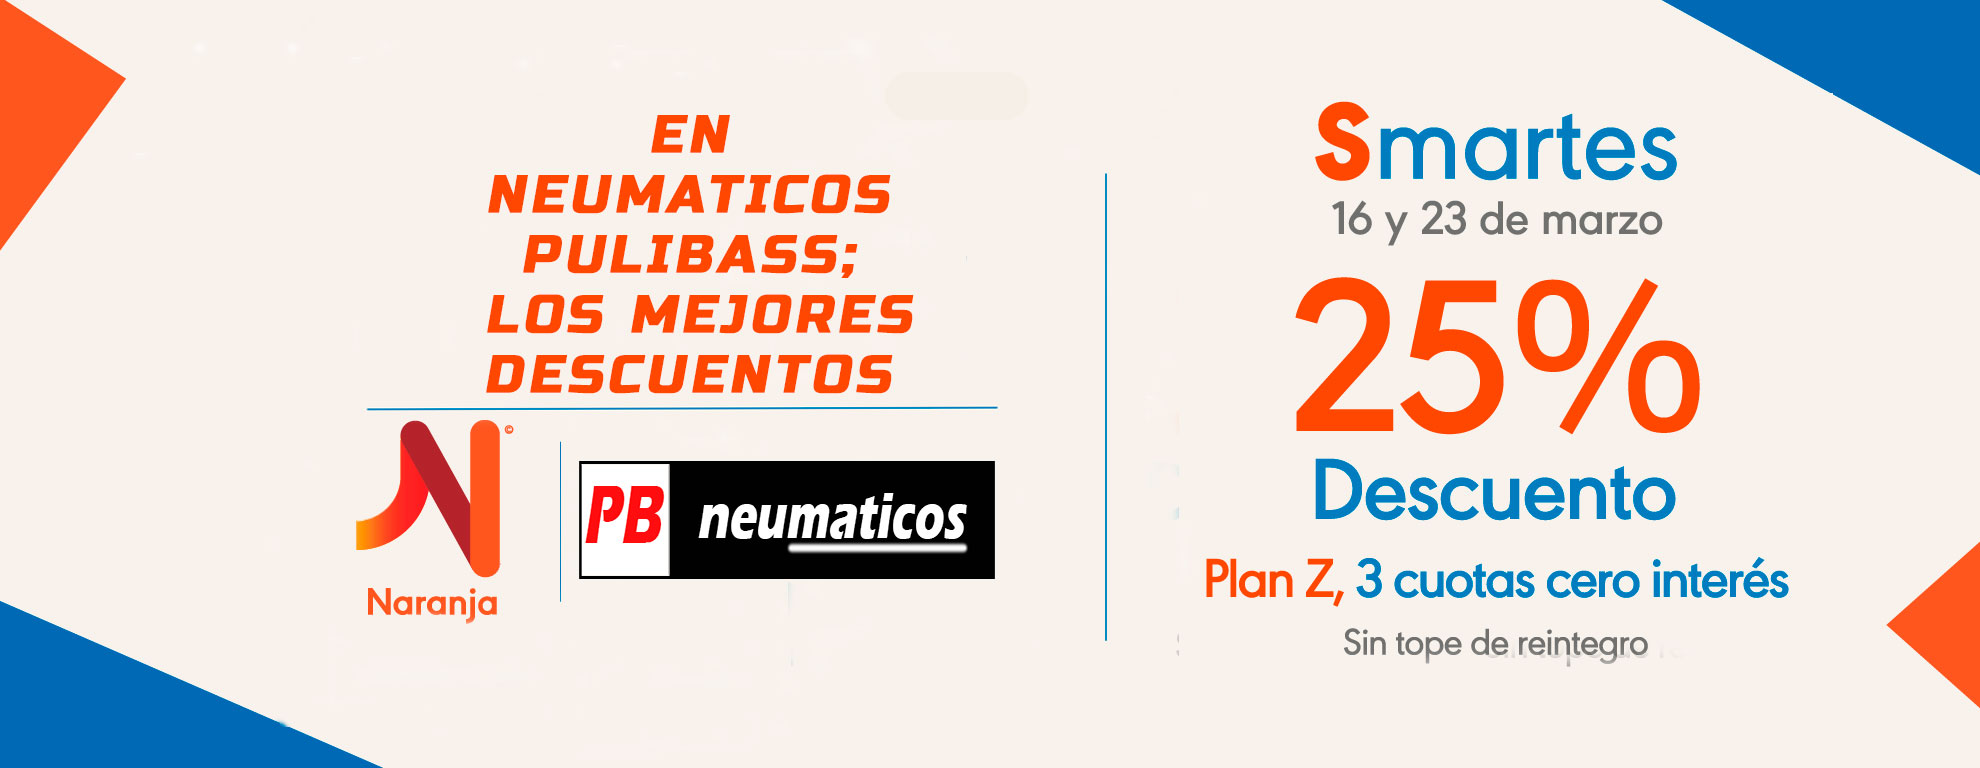 EN
NEUMATICOS
PULIBASS;
LOS MEJORES
DESCUENTOS
Naranja
PB neumaticos
Smartes
16 y 23 de marzo
25%
Descuento
Plan Z, 3 cuotas cero interés
Sin tope de reintegro